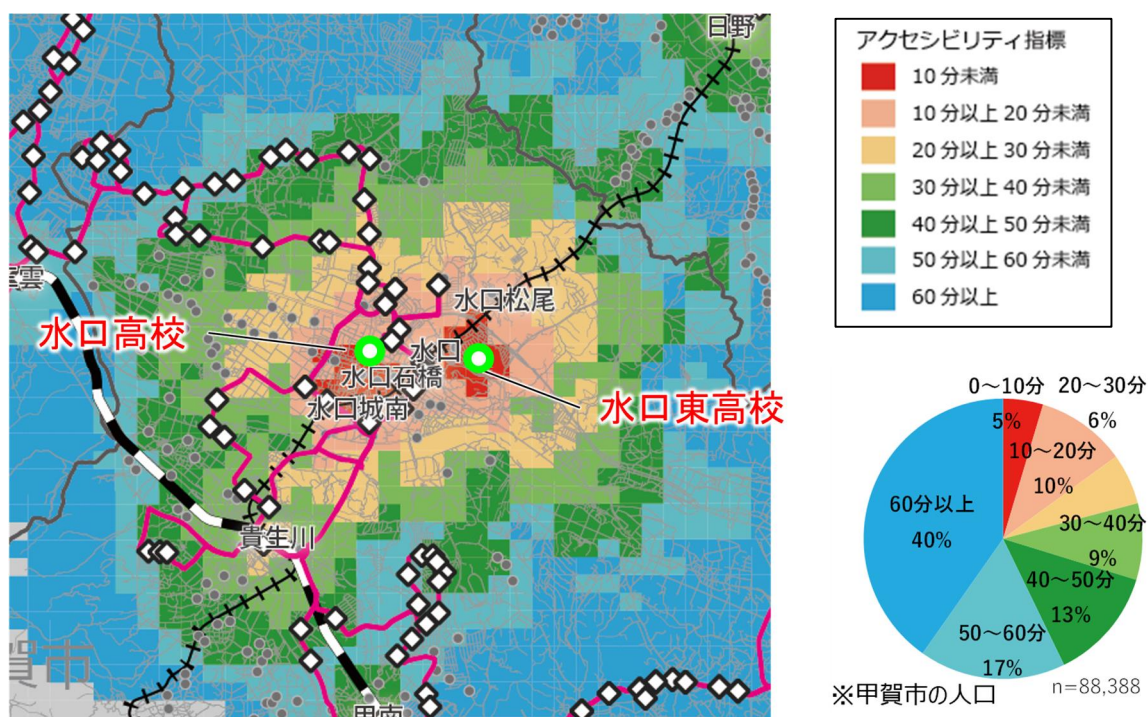 日野
室雲
水口松尾
水口高校
水口
水口石橋
水口城南
水口東高校
貴生川
賀市
甲南
アクセシビリティ指標
10分未満
10分以上 20分未満
20分以上 30分未満
30分以上 40分未満
40分以上 50分未満
50分以上 60分未満
60分以上
0~10分
5%
20~30分
6%
10~20分
10%
60分以上
40%
30~40分
9%
40~50分
13%
50~60分
17%
※甲賀市の人口
n=88,388